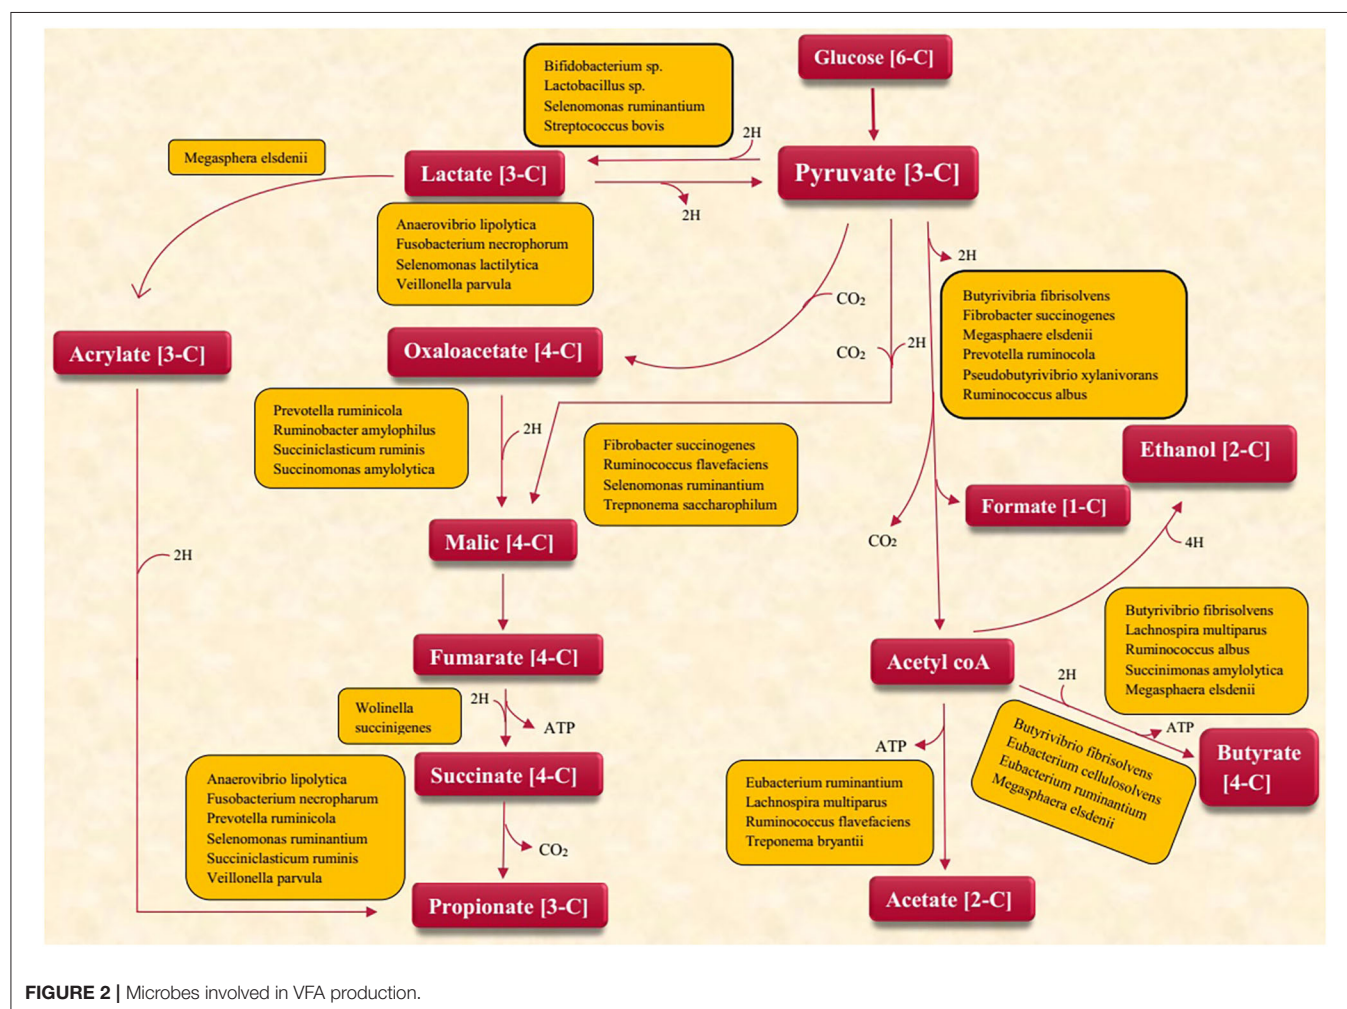 Glucose [6-C]
Bifidobacterium sp.
Lactobacillus sp.
Selenomonas ruminantium
Streptococcus bovis
2H
Megasphera elsdenii
Lactate [3-C]
Pyruvate [3-C]
2H
Anaerovibrio lipolytica
Fusobacterium necrophorum
Selenomonas lactilytica
Veillonella parvula
2H
CO₂
Butyrivibria fibrisolvens
Fibrobacter succinogenes
Megasphaere elsdenii
Prevotella ruminocola
Pseudobutyrivibrio xylanivorans
Ruminococcus albus
Acrylate [3-C]
Oxaloacetate [4-C]
CO₂
2H
Prevotella ruminicola
Ruminobacter amylophilus
Succiniclasticum ruminis
Succinomonas amylolytica
2H
Fibrobacter succinogenes
Ruminococcus flavefaciens
Selenomonas ruminantium
Trepnonema saccharophilum
Ethanol [2-C]
Formate [1-C]
Malic [4-C]
CO₂
4H
2H
Butyrivibrio fibrisolvens
Lachnospira multiparus
Ruminococcus albus
Succinimonas amylolytica
Megasphaera elsdenii
Fumarate [4-C]
Acetyl coA
2H
ATP
Wolinella
succinigenes
2H
ATP
Butyrivibrio fibrisolvens
Eubacterium cellulosolvens
Eubacterium ruminantium
Megasphaera elsdenii
Butyrate
[4-C]
ATP
Succinate [4-C]
Anaerovibrio lipolytica
Fusobacterium necropharum
Prevotella ruminicola
Selenomonas ruminantium
Succiniclasticum ruminis
Veillonella parvula
Eubacterium ruminantium
Lachnospira multiparus
Ruminococcus flavefaciens
Treponema bryantii
CO₂
Propionate [3-C]
Acetate [2-C]
FIGURE 2 | Microbes involved in VFA production.